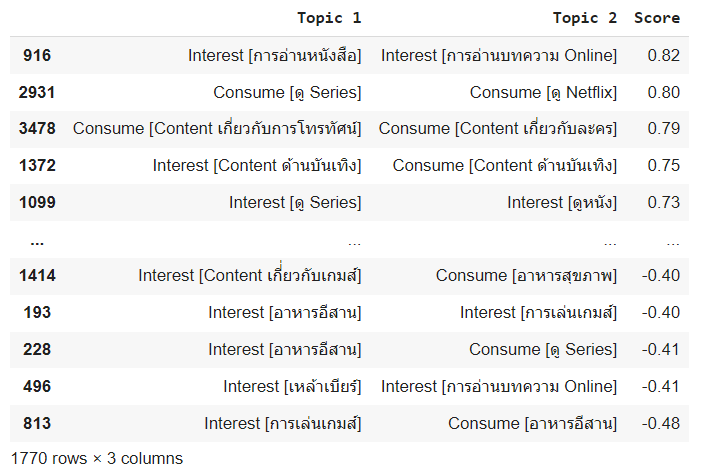 Topic 1 Topic 2 Score
916 Interest [การอ่านหนังสือ] Interest [การอ่านบทความ Online] 0.82
2931 Consume [ดู Series] Consume [ดู Netflix] 0.80
3478 Consume [Content เกี่ยวกับการโทรทัศน์] Consume [Content เกี่ยวกับละคร] 0.79
1372 Interest [Content ด้านบันเทิง] Consume [Content ด้านบันเทิง] 0.75
1099 Interest [ดู Series] Interest [ดูหนัง] 0.73
... ... ... ...
1414 Interest [Content เกี่ี่ยวกับเกมส์] Consume [อาหารสุขภาพ] -0.40
193 Interest [อาหารอีสาน] Interest [การเล่นเกมส์] -0.40
228 Interest [อาหารอีสาน] Consume [ดู Series] -0.41
496 Interest [เหล้าเบียร์] Interest [การอ่านบทความ Online] -0.41
813 Interest [การเล่นเกมส์] Consume [อาหารอีสาน] -0.48
1770 rows × 3 columns